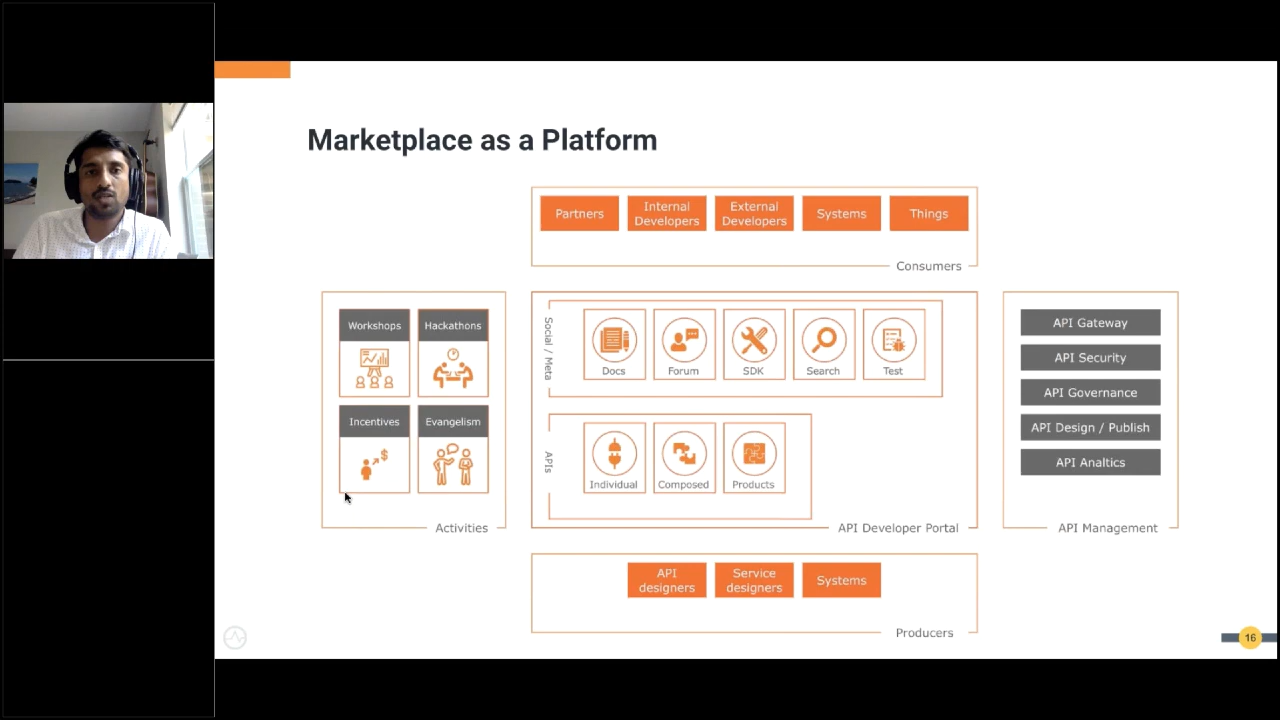 Marketplace as a Platform
Partners
Internal
Developers
External
Developers
Systems
Things
Consumers
Workshops
Hackathons
Incentives
Evangelism
Activities
Social / Meta
Docs
Forum
SDK
Search
Test
APIs
Individual
Composed
Products
API Developer Portal
API Gateway
API Security
API Governance
API Design / Publish
API Analtics
API Management
API
designers
Service
designers
Systems
Producers
16